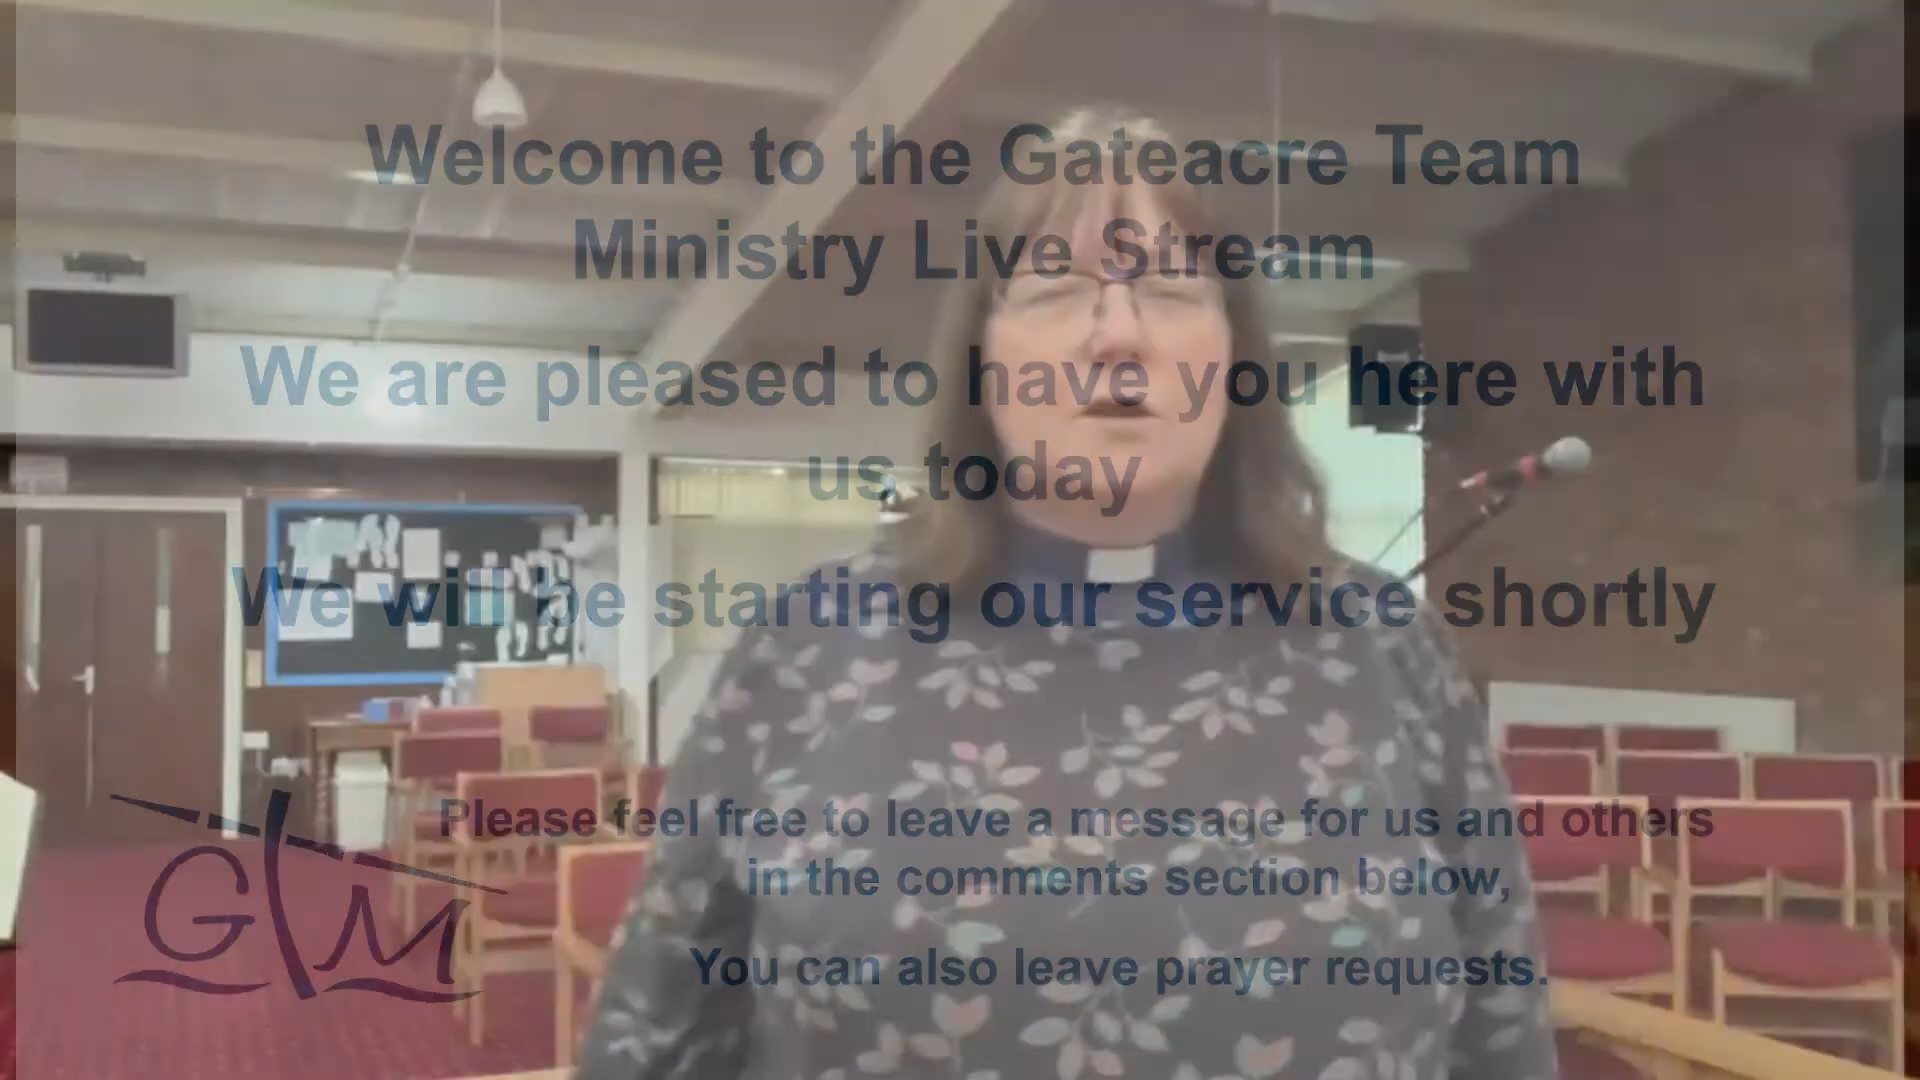 Welcome to the Gateacre Team
Ministry Live Stream
We are pleased to have you here with
us today
We will be starting our service shortly
Please feel free to leave a message for us and others
in the comments section below,
You can also leave prayer requests.
GTM